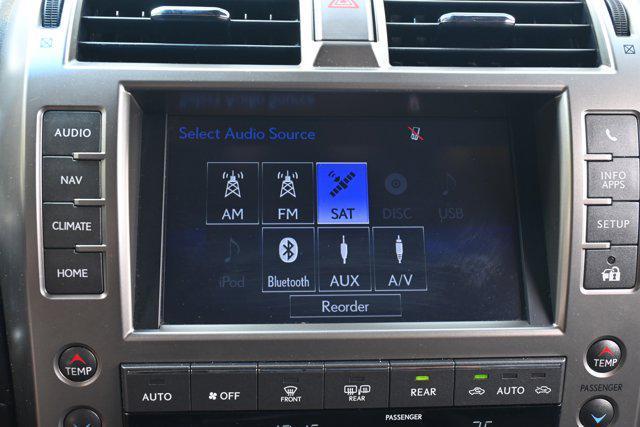 Select Audio Source
AM FM SAT DISC USB
iPod Bluetooth AUX A/V
Reorder
AUDIO
NAV
CLIMATE
HOME
INFO
APPS
SETUP
TEMP
TEMP
PASSENGER
AUTO OFF FRONT REAR REAR AUTO
PASSENGER